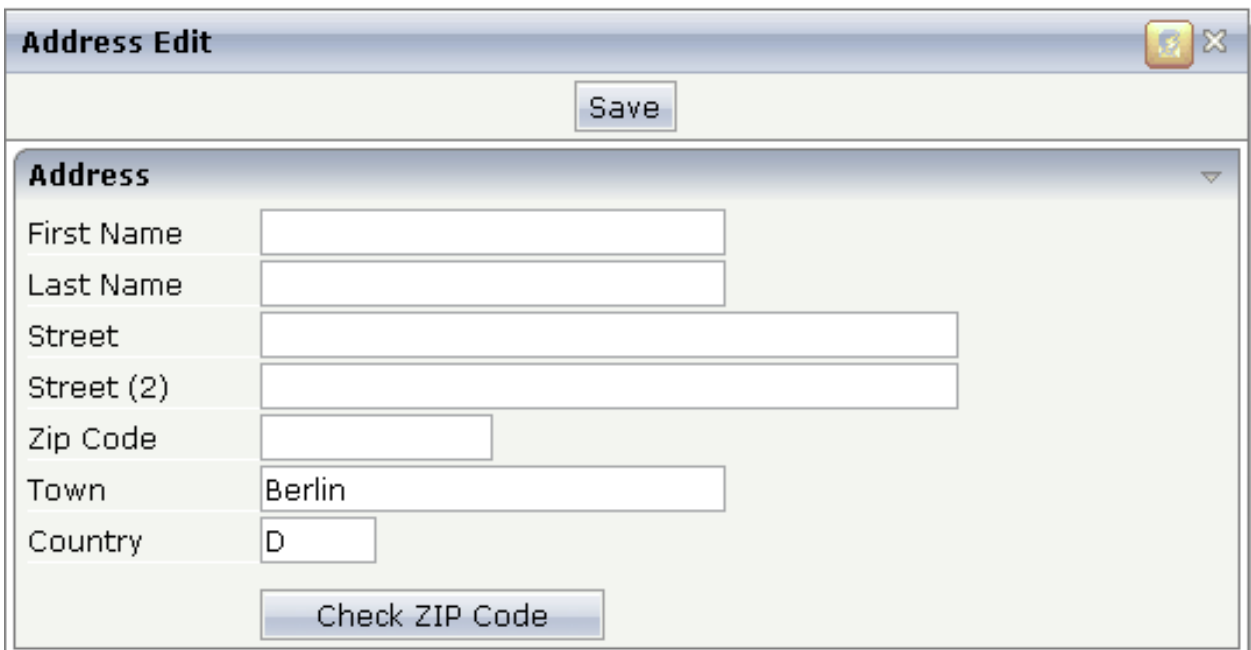 Address Edit
Save
Address
First Name
Last Name
Street
Street (2)
Zip Code
Town Berlin
Country D
Check ZIP Code